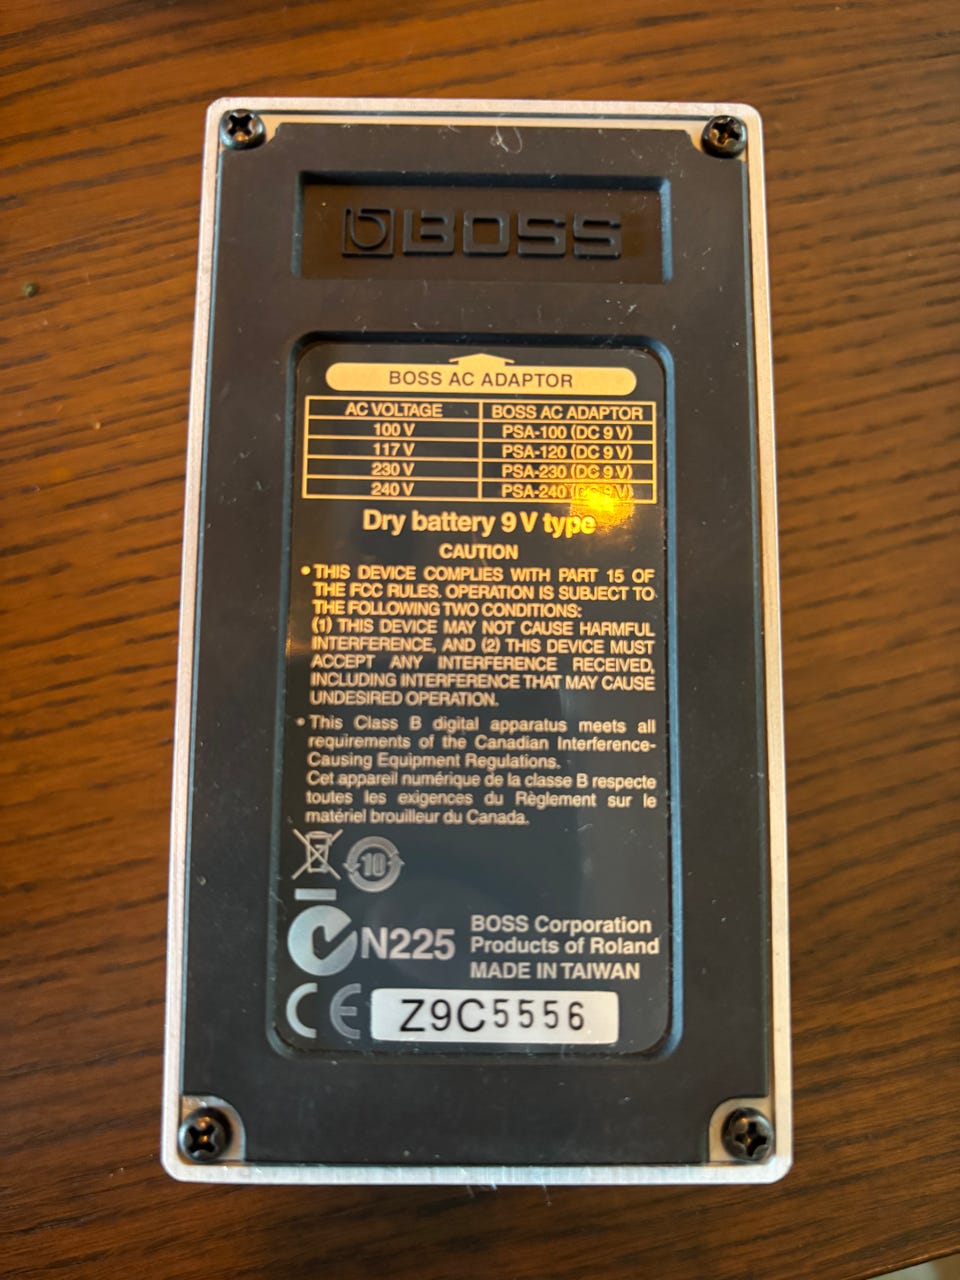 BOSS
BOSS AC ADAPTOR
AC VOLTAGE BOSS AC ADAPTOR
100 V PSA-100 (DC 9 V)
117 V PSA-120 (DC 9 V)
230 V PSA-230 (DC 9 V)
240 V PSA-240 (DC 9 V)
Dry battery 9 V type
CAUTION
• THIS DEVICE COMPLIES WITH PART 15 OF
THE FCC RULES. OPERATION IS SUBJECT TO
THE FOLLOWING TWO CONDITIONS:
(1) THIS DEVICE MAY NOT CAUSE HARMFUL
INTERFERENCE, AND (2) THIS DEVICE MUST
ACCEPT ANY INTERFERENCE RECEIVED,
INCLUDING INTERFERENCE THAT MAY CAUSE
UNDESIRED OPERATION.
• This Class B digital apparatus meets all
requirements of the Canadian Interference-
Causing Equipment Regulations.
Cet appareil numérique de la classe B respecte
toutes les exigences du Règlement sur le
matériel brouilleur du Canada.
10
N225
BOSS Corporation
Products of Roland
MADE IN TAIWAN
CE
Z9C5556